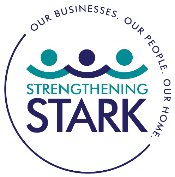 OUR BUSINESSES. OUR PEOPLE. OUR HOME.
STRENGTHENING
STARK